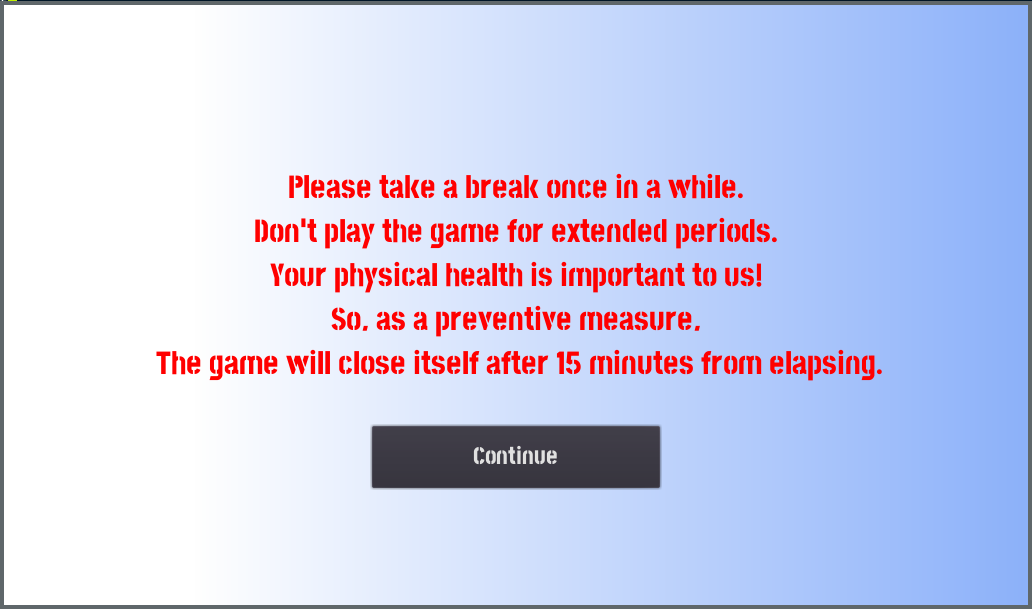 Please take a break once in a while.
Don't play the game for extended periods.
Your physical health is important to us!
So, as a preventive measure,
The game will close itself after 15 minutes from elapsing.
Continue